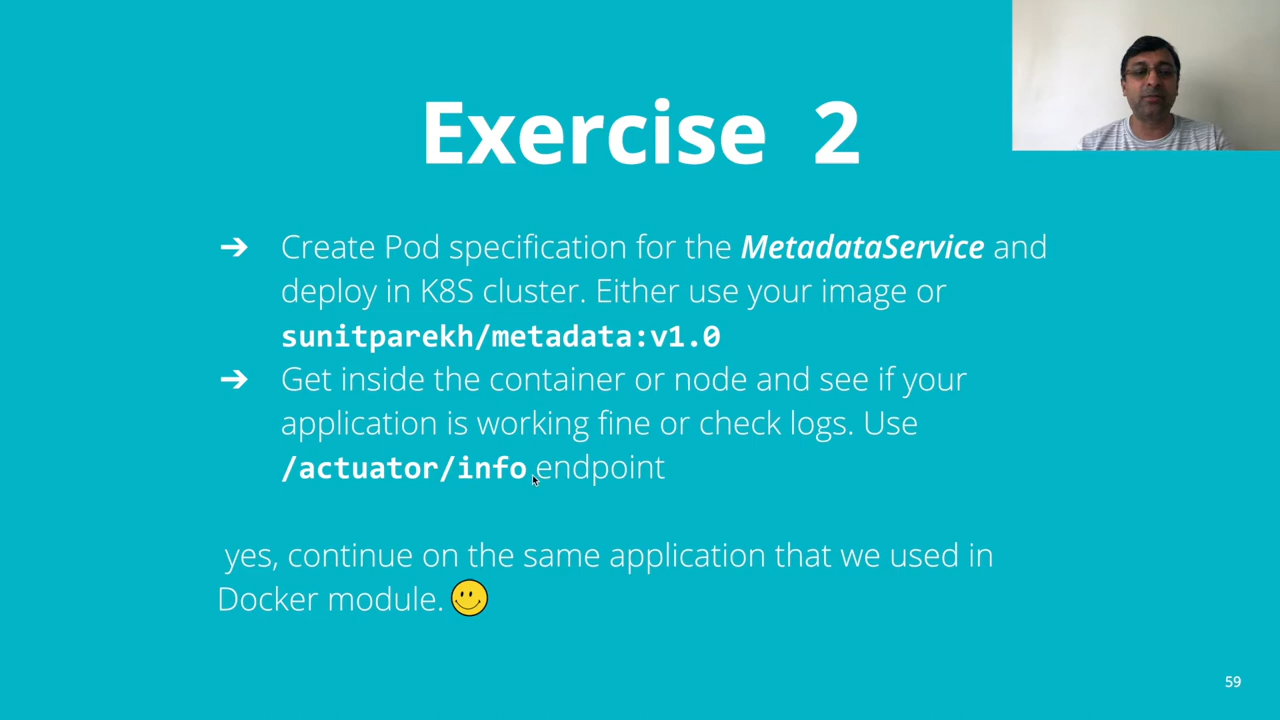 Exercise 2
➔ Create Pod specification for the MetadataService and
deploy in K8S cluster. Either use your image or
sunitparekh/metadata:v1.0
➔ Get inside the container or node and see if your
application is working fine or check logs. Use
/actuator/info endpoint
yes, continue on the same application that we used in
Docker module. 🙂
59